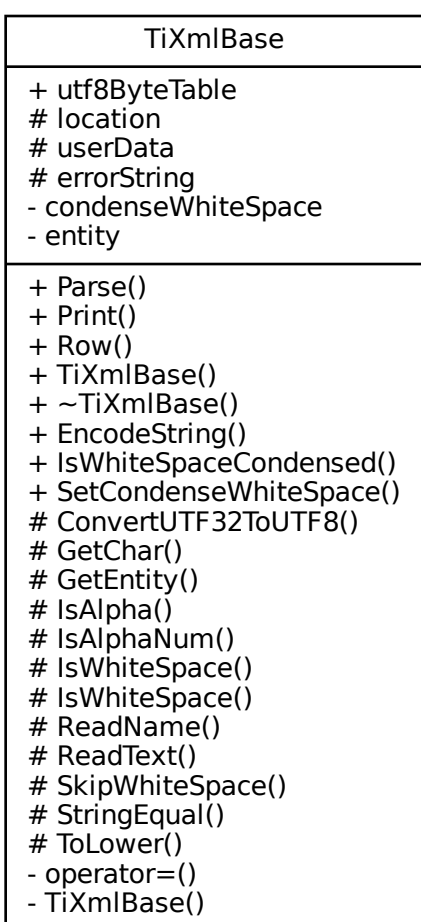 TiXmlBase
+ utf8ByteTable
# location
# userData
# errorString
- condenseWhiteSpace
- entity
+ Parse()
+ Print()
+ Row()
+ TiXmlBase()
+ ~TiXmlBase()
+ EncodeString()
+ IsWhiteSpaceCondensed()
+ SetCondenseWhiteSpace()
# ConvertUTF32ToUTF8()
# GetChar()
# GetEntity()
# IsAlpha()
# IsAlphaNum()
# IsWhiteSpace()
# IsWhiteSpace()
# ReadName()
# ReadText()
# SkipWhiteSpace()
# StringEqual()
# ToLower()
- operator=()
- TiXmlBase()